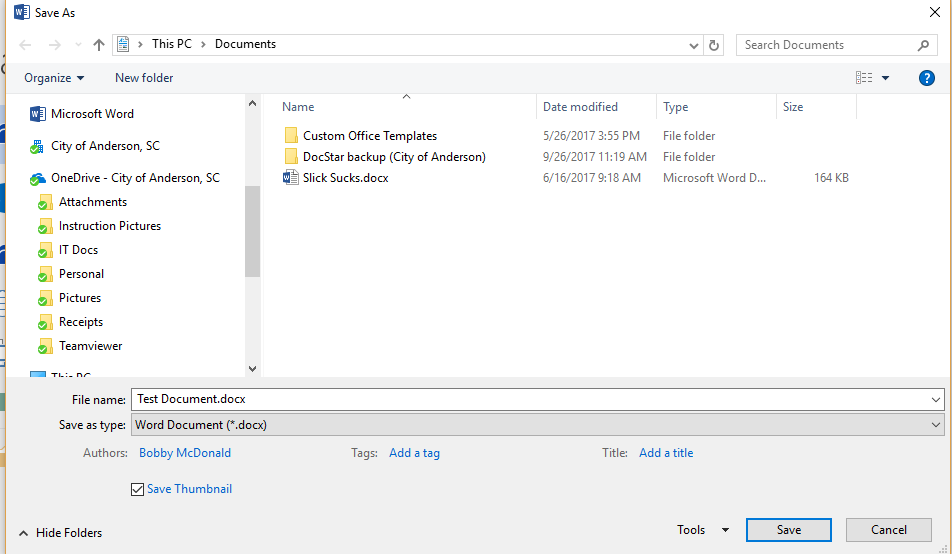 Save As
This PC > Documents
Search Documents
Organize
New folder
?
Name Date modified Type Size
Microsoft Word
City of Anderson, SC
OneDrive - City of Anderson, SC
Attachments
Instruction Pictures
IT Docs
Personal
Pictures
Receipts
Teamviewer
This PC
Custom Office Templates 5/26/2017 3:55 PM File folder
DocStar backup (City of Anderson) 9/26/2017 11:19 AM File folder
Slick Sucks.docx 6/16/2017 9:18 AM Microsoft Word D... 164 KB
File name: Test Document.docx
Save as type: Word Document (*.docx)
Authors: Bobby McDonald Tags: Add a tag Title: Add a title
Save Thumbnail
Hide Folders
Tools
Save
Cancel